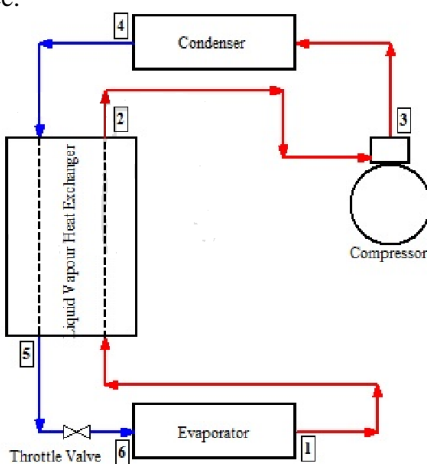 4
Condenser
2
3
Liquid Vapour Heat Exchanger
Compressor
5
Evaporator
Throttle Valve
6
1